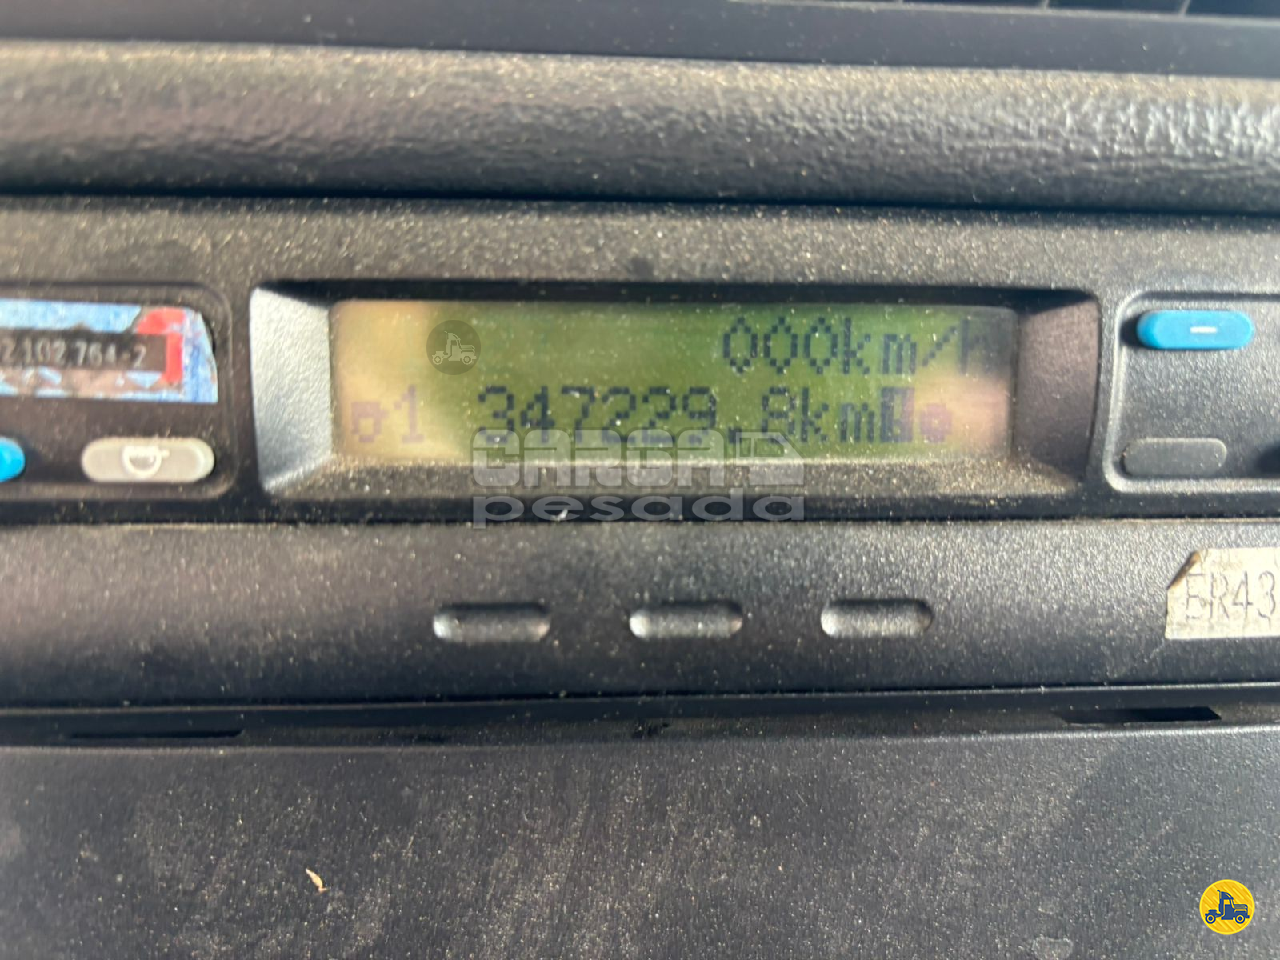 000km/
2 102 764-2
1 347229.8km
CARGA
pesada
ER43